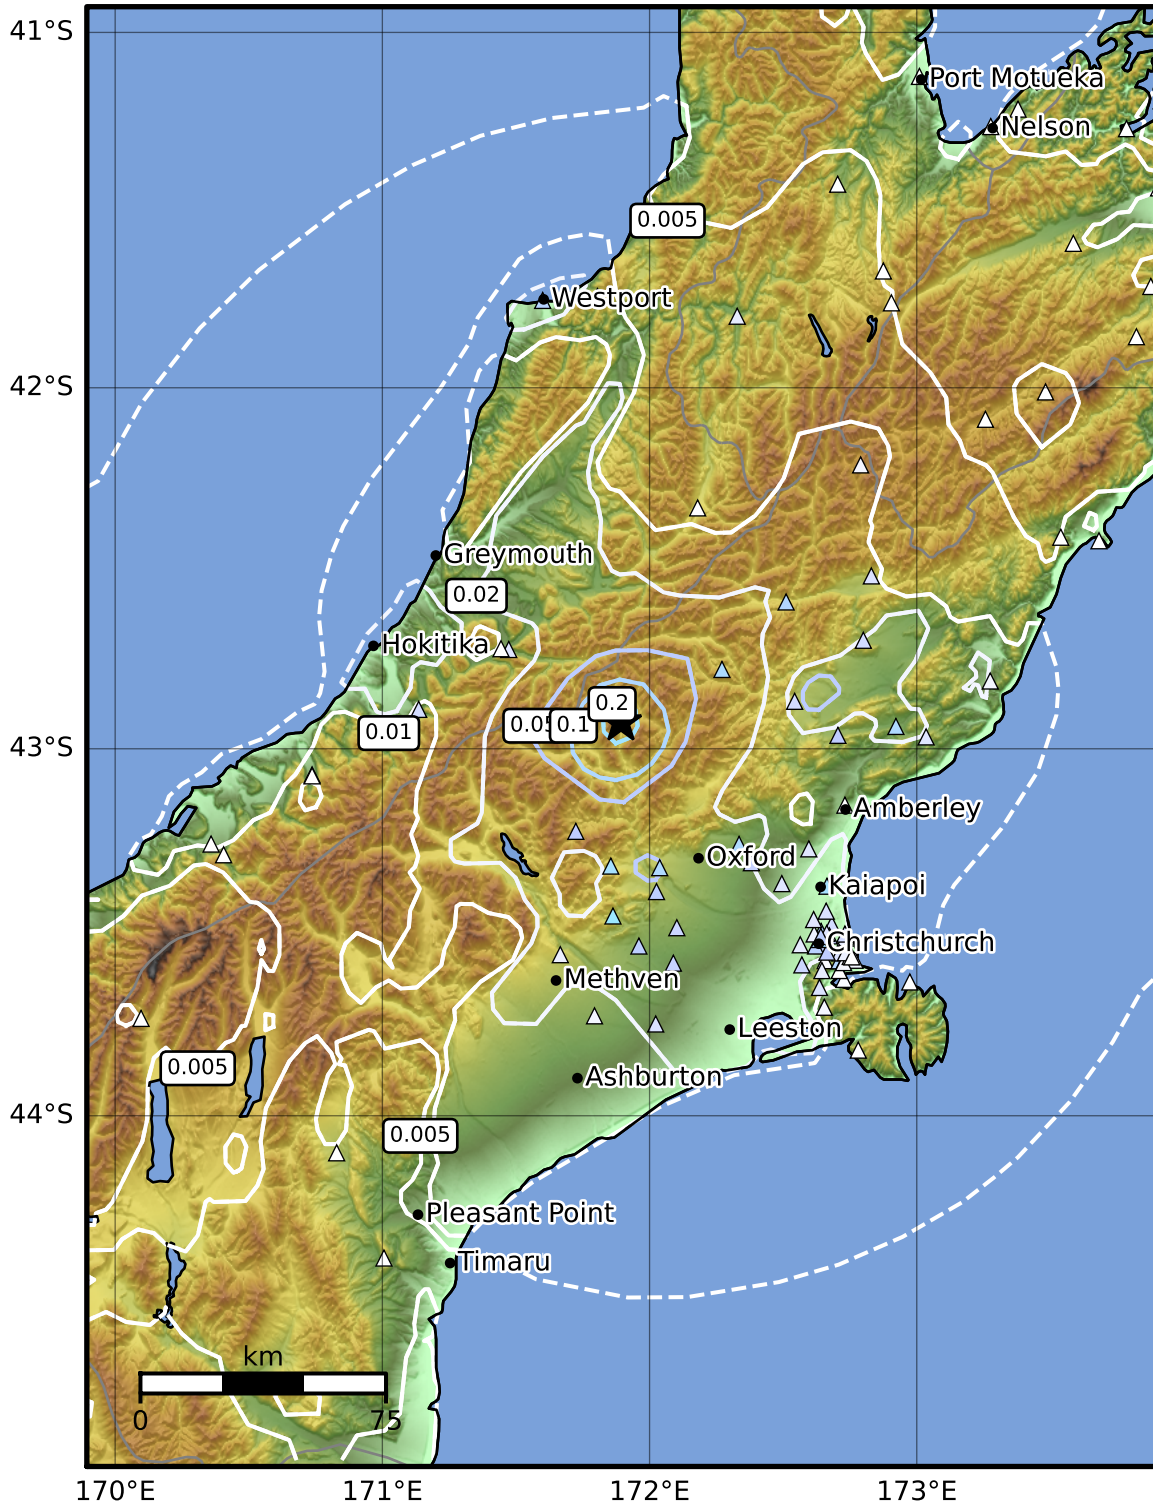 41°S
Port Motueka
Nelson
0.005
Westport
42°S
Greymouth
0.02
Hokitika
0.2
0.01
0.05
0.1
43°S
Amberley
Oxford
Kaiapoi
Christchurch
Methven
Leeston
0.005
Ashburton
44°S
0.005
Pleasant Point
Timaru
km
0
75
170°E
171°E
172°E
173°E